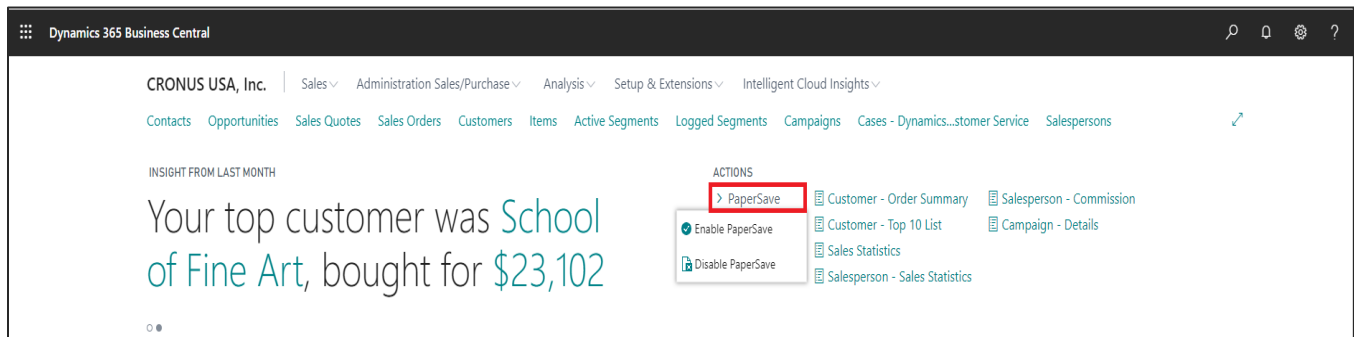 Dynamics 365 Business Central
CRONUS USA, Inc. Sales Administration Sales/Purchase Analysis Setup & Extensions Intelligent Cloud Insights
Contacts Opportunities Sales Quotes Sales Orders Customers Items Active Segments Logged Segments Campaigns Cases - Dynamics...stomer Service Salespersons
INSIGHT FROM LAST MONTH
Your top customer was School
of Fine Art, bought for $23,102
ACTIONS
> PaperSave
Enable PaperSave
Disable PaperSave
Customer - Order Summary
Customer - Top 10 List
Sales Statistics
Salesperson - Sales Statistics
Salesperson - Commission
Campaign - Details